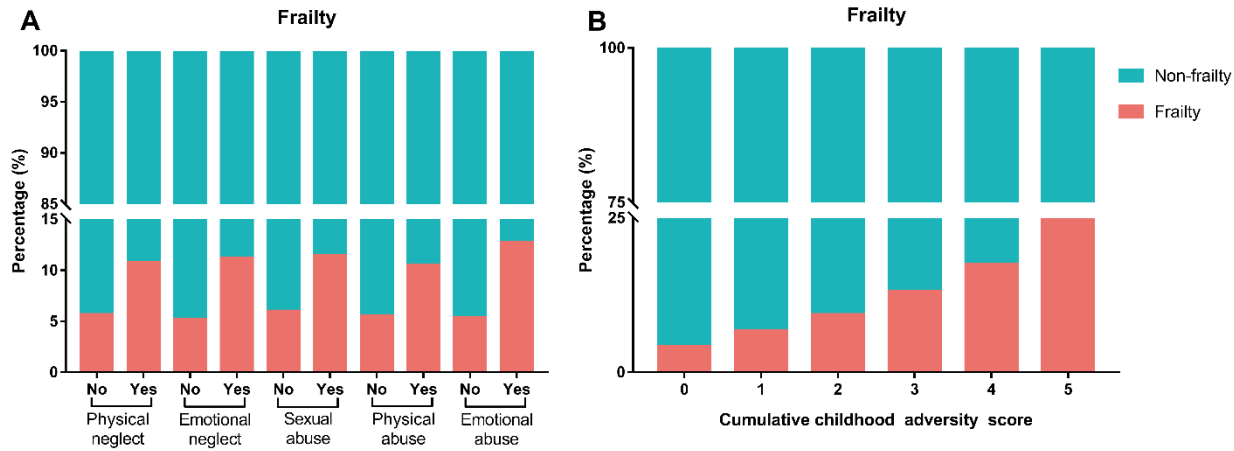 A
Frailty
Percentage (%)
100
95
90
85
15
10
5
0
No Yes No Yes No Yes No Yes No Yes
Physical neglect
Emotional neglect
Sexual abuse
Physical abuse
Emotional abuse
B
Frailty
Percentage (%)
100
75
25
0
0 1 2 3 4 5
Cumulative childhood adversity score
Non-frailty
Frailty